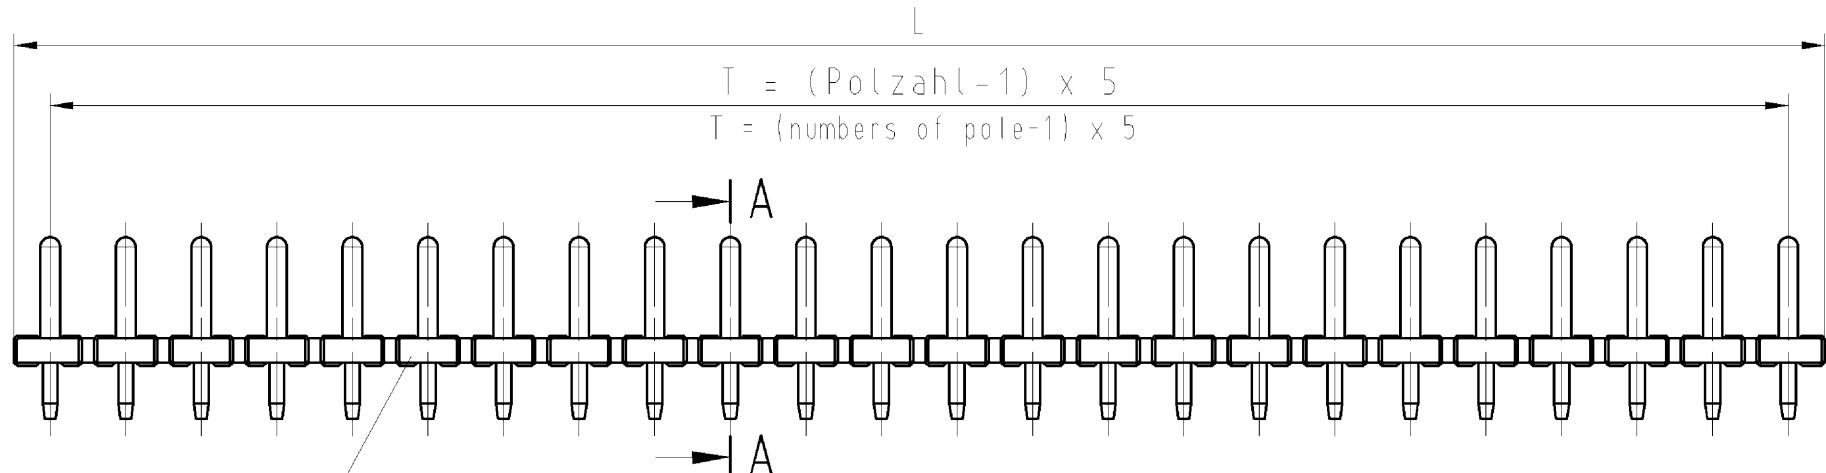 L
T = (Polzahl-1) x 5
T = (numbers of pole-1) x 5
A
A